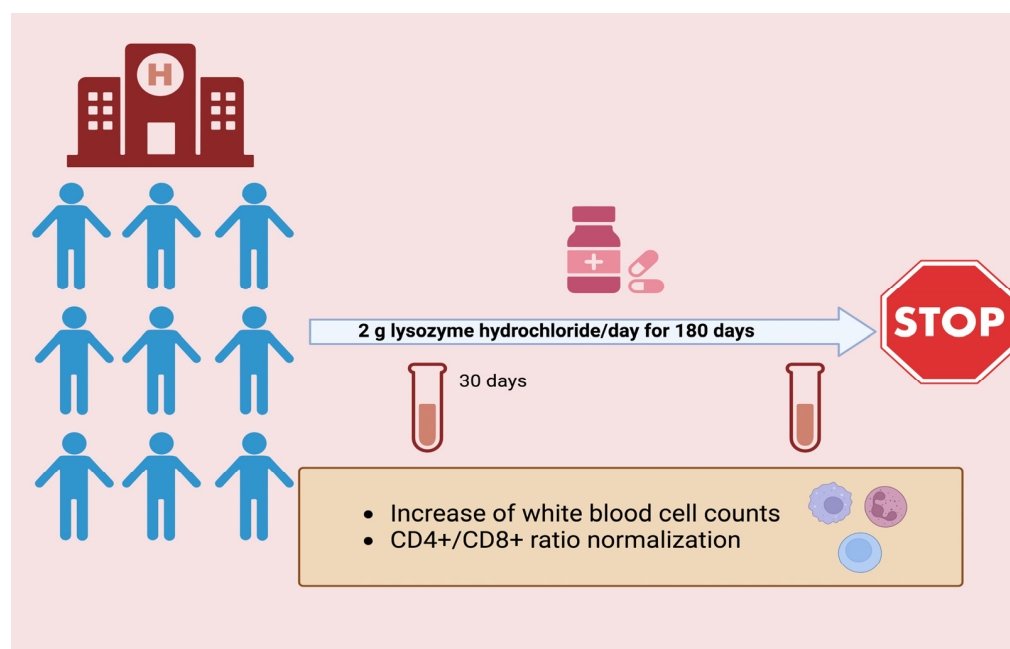 H
2 g lysozyme hydrochloride/day for 180 days
STOP
30 days
• Increase of white blood cell counts
• CD4+/CD8+ ratio normalization